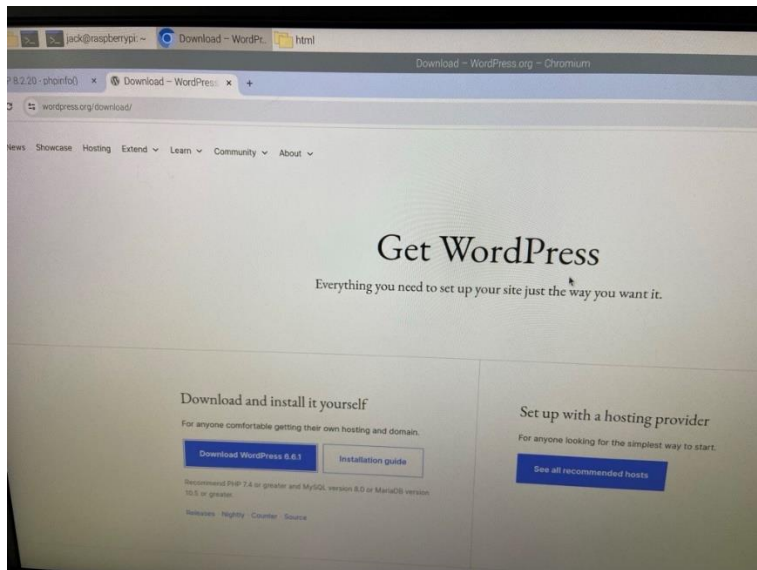 jack@raspberrypi: ~ Download – WordPr... html
Download – WordPress.org – Chromium
P 8.2.20 - phpinfo() × Download – WordPress × +
wordpress.org/download/
News Showcase Hosting Extend Learn Community About
Get WordPress
Everything you need to set up your site just the way you want it.
Download and install it yourself
For anyone comfortable getting their own hosting and domain.
Download WordPress 6.6.1 Installation guide
Recommend PHP 7.4 or greater and MySQL version 8.0 or MariaDB version
10.5 or greater.
Releases · Nightly · Counter · Source
Set up with a hosting provider
For anyone looking for the simplest way to start.
See all recommended hosts